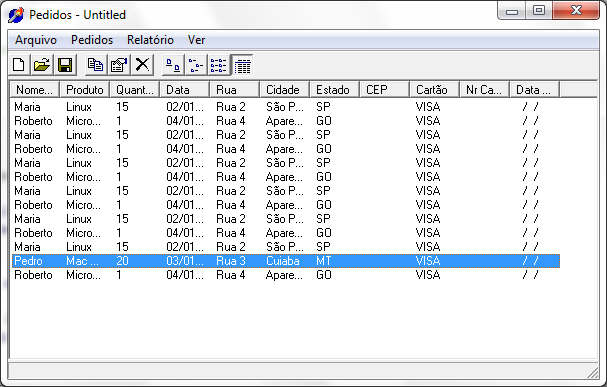 Pedidos - Untitled
Arquivo Pedidos Relatório Ver
Nome... Produto Quant... Data Rua Cidade Estado CEP Cartão Nr Ca... Data ...
Maria Linux 15 02/01... Rua 2 São P... SP VISA / /
Roberto Micro... 1 04/01... Rua 4 Apare... GO VISA / /
Maria Linux 15 02/01... Rua 2 São P... SP VISA / /
Roberto Micro... 1 04/01... Rua 4 Apare... GO VISA / /
Maria Linux 15 02/01... Rua 2 São P... SP VISA / /
Roberto Micro... 1 04/01... Rua 4 Apare... GO VISA / /
Maria Linux 15 02/01... Rua 2 São P... SP VISA / /
Roberto Micro... 1 04/01... Rua 4 Apare... GO VISA / /
Maria Linux 15 02/01... Rua 2 São P... SP VISA / /
Roberto Micro... 1 04/01... Rua 4 Apare... GO VISA / /
Maria Linux 15 02/01... Rua 2 São P... SP VISA / /
Pedro Mac ... 20 03/01... Rua 3 Cuiaba MT VISA / /
Roberto Micro... 1 04/01... Rua 4 Apare... GO VISA / /